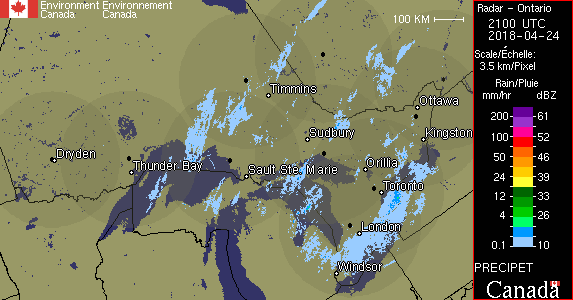 Environment Environnement
Canada Canada
100 KM
Radar - Ontario
2100 UTC
2018-04-24
Scale/Échelle:
3.5 km/Pixel
Rain/Pluie
mm/hr dBZ
200 61
100 52
50 46
24 39
12 33
4 26
0.1 10
PRECIPET
Canada
Timmins
Ottawa
Sudbury
Kingston
Dryden
Thunder Bay
Sault Ste. Marie
Orillia
Toronto
London
Windsor